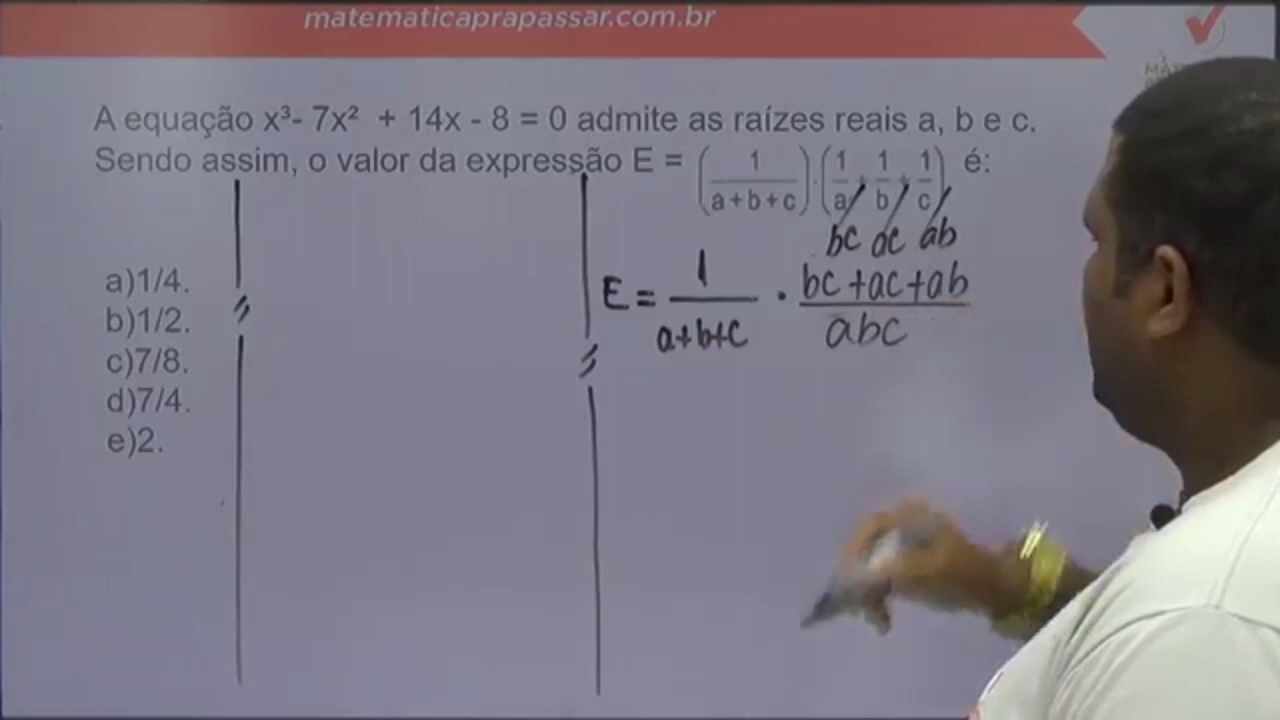 matematicaprapassar.com.br
A equação x³- 7x² + 14x - 8 = 0 admite as raízes reais a, b e c.
Sendo assim, o valor da expressão E = (1/(a+b+c)).(1/a + 1/b + 1/c) é:
bc ac ab
E = 1/(a+b+c) · (bc+ac+ab)/abc
a)1/4.
b)1/2.
c)7/8.
d)7/4.
e)2.